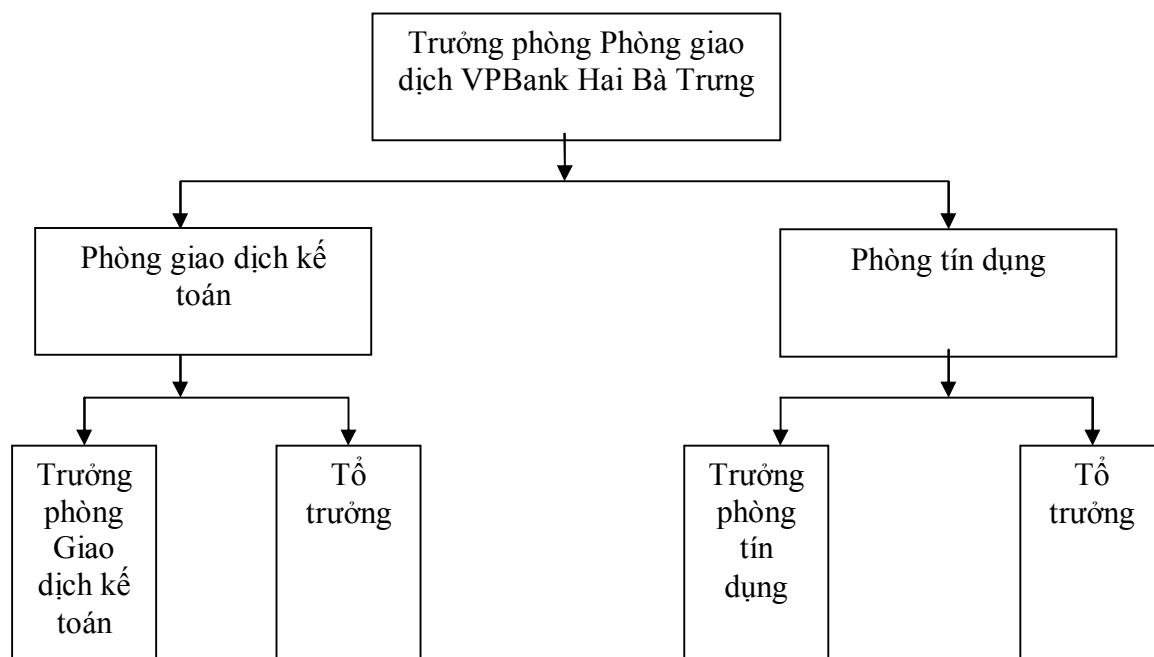 Trưởng phòng Phòng giao
dịch VPBank Hai Bà Trưng
Phòng giao dịch kế
toán
Phòng tín dụng
Trưởng
phòng
Giao
dịch kế
toán
Tổ
trưởng
Trưởng
phòng
tín
dụng
Tổ
trưởng